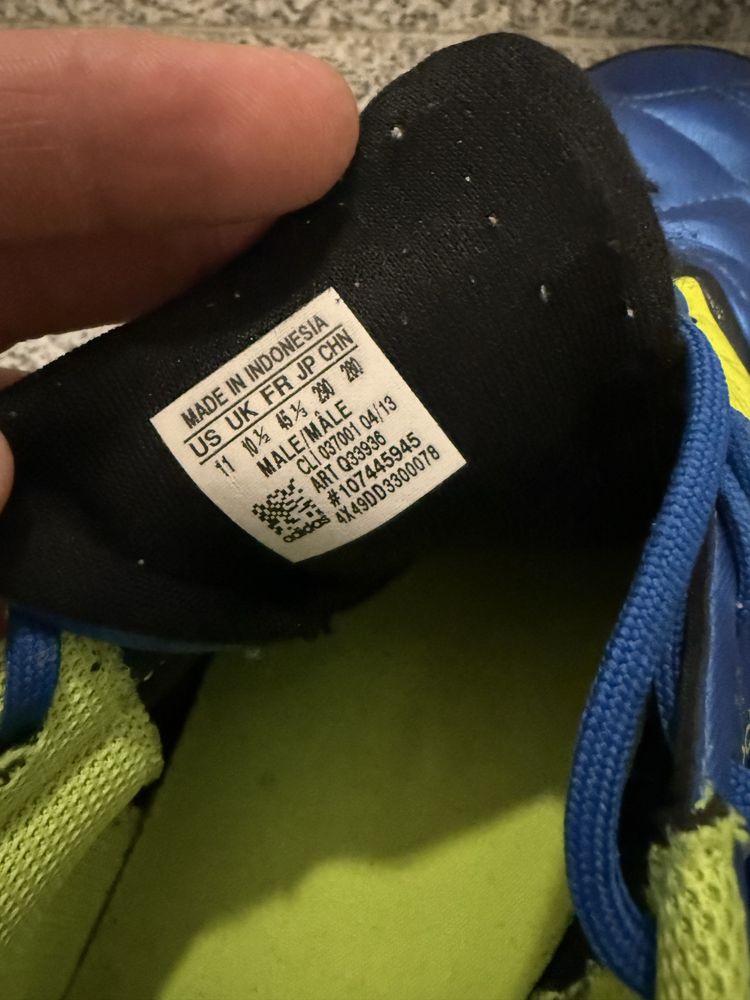 MADE IN INDONESIA
US UK FR JP CHN
11 10½ 45⅓ 290 280
MALE/MÂLE
CLI 037001 04/13
ART Q33936
#107445945
4X49DD3300078
adidas